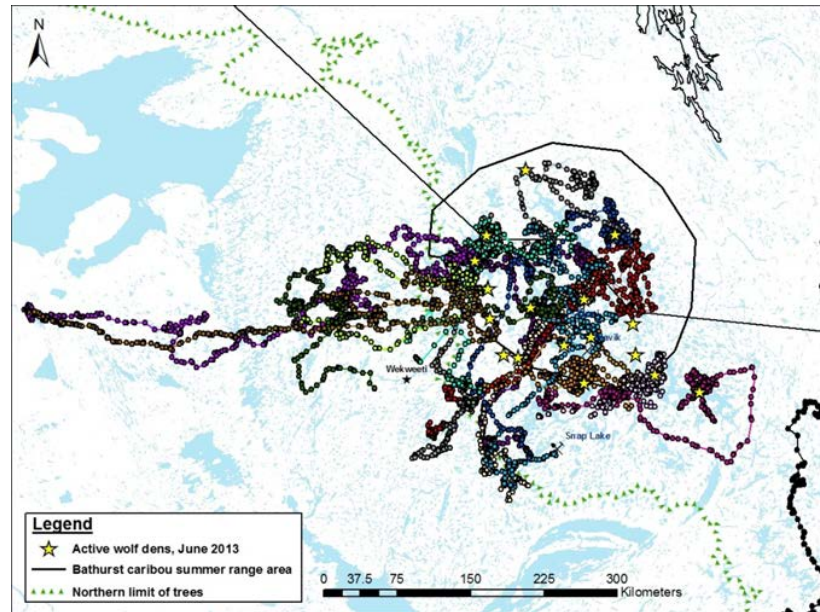 N
Wekweeti
Snap Lake
Legend
Active wolf dens, June 2013
Bathurst caribou summer range area
Northern limit of trees
0 37.5 75 150 225 300
Kilometers